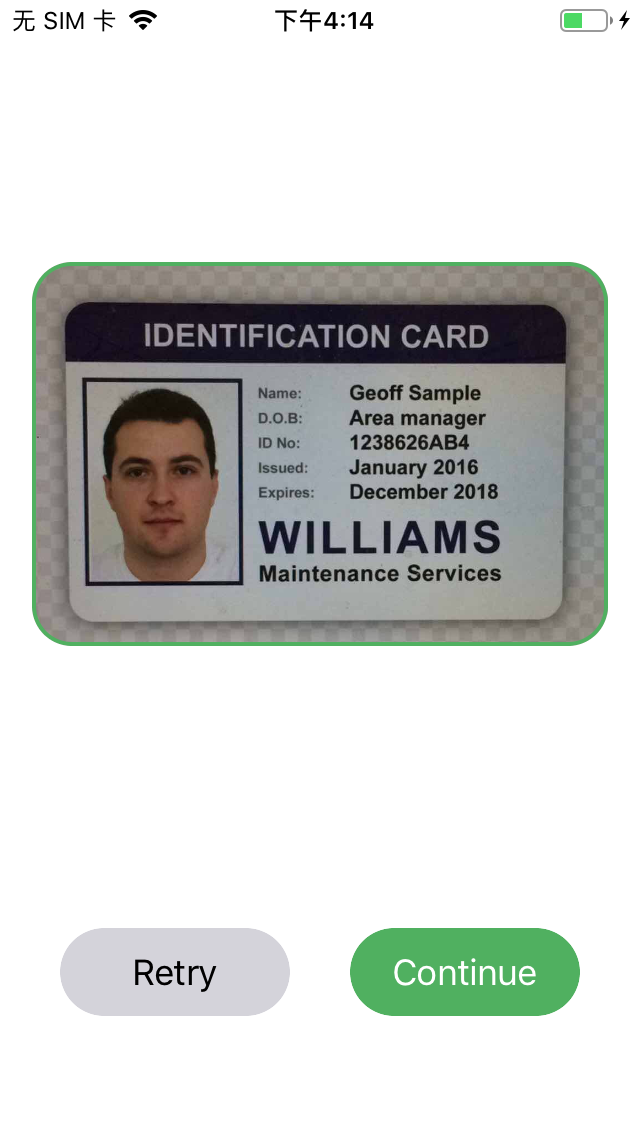 无 SIM 卡 下午4:14
IDENTIFICATION CARD
Name: Geoff Sample
D.O.B: Area manager
ID No: 1238626AB4
Issued: January 2016
Expires: December 2018
WILLIAMS
Maintenance Services
Retry Continue